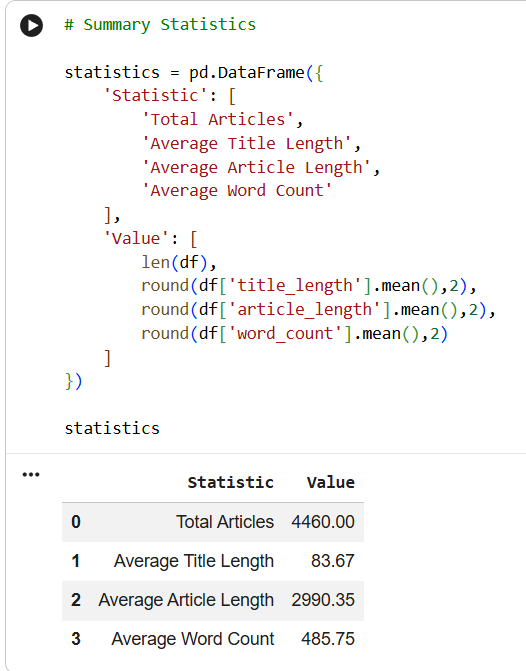 # Summary Statistics
statistics = pd.DataFrame({
    'Statistic': [
        'Total Articles',
        'Average Title Length',
        'Average Article Length',
        'Average Word Count'
    ],
    'Value': [
        len(df),
        round(df['title_length'].mean(),2),
        round(df['article_length'].mean(),2),
        round(df['word_count'].mean(),2)
    ]
})
statistics
Statistic Value
0 Total Articles 4460.00
1 Average Title Length 83.67
2 Average Article Length 2990.35
3 Average Word Count 485.75